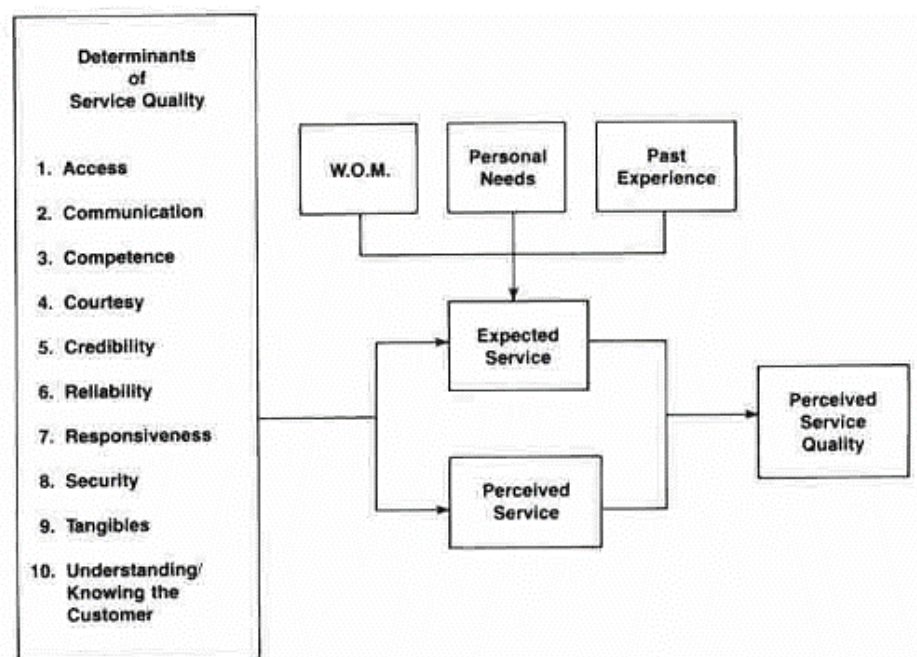 Determinants
of
Service Quality
1. Access
2. Communication
3. Competence
4. Courtesy
5. Credibility
6. Reliability
7. Responsiveness
8. Security
9. Tangibles
10. Understanding/
Knowing the
Customer
W.O.M.
Personal
Needs
Past
Experience
Expected
Service
Perceived
Service
Perceived
Service
Quality